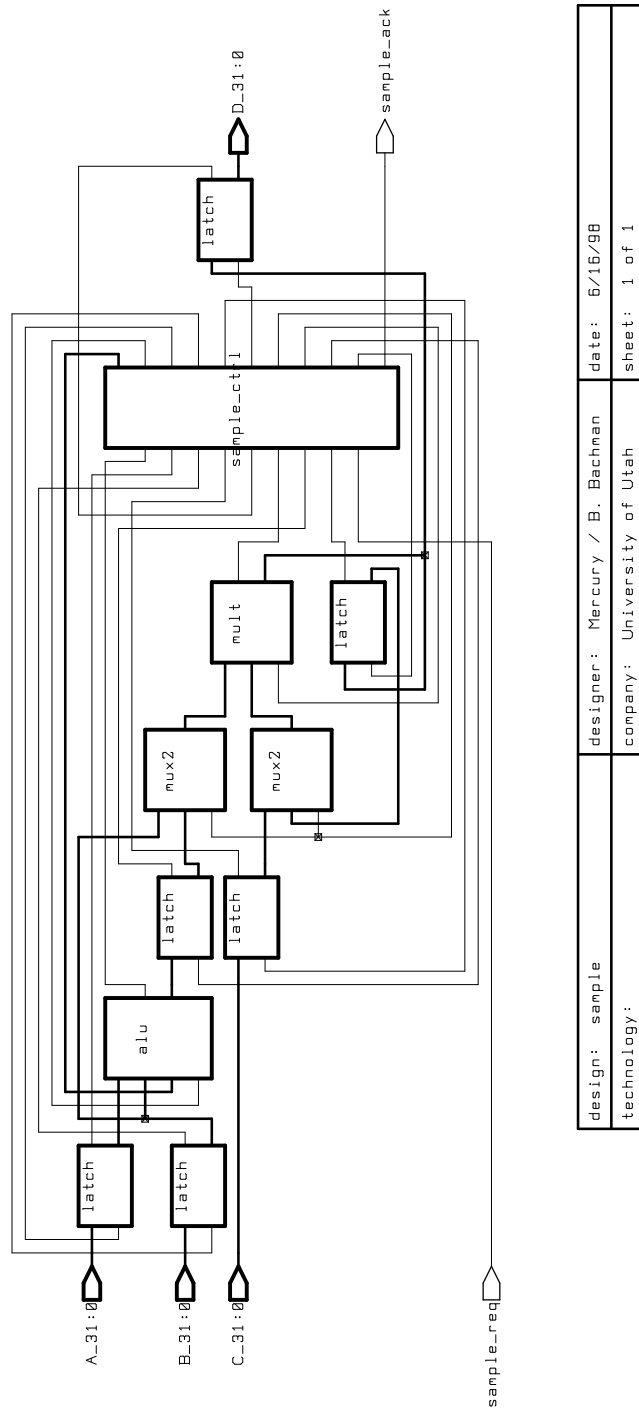 A_31:0
B_31:0
C_31:0
sample_req
latch
latch
alu
latch
latch
mux2
mux2
mult
latch
sample_ctrl
latch
D_31:0
sample_ack
design: sample
designer: Mercury / B. Bachman
date: 6/16/98
technology:
company: University of Utah
sheet: 1 of 1